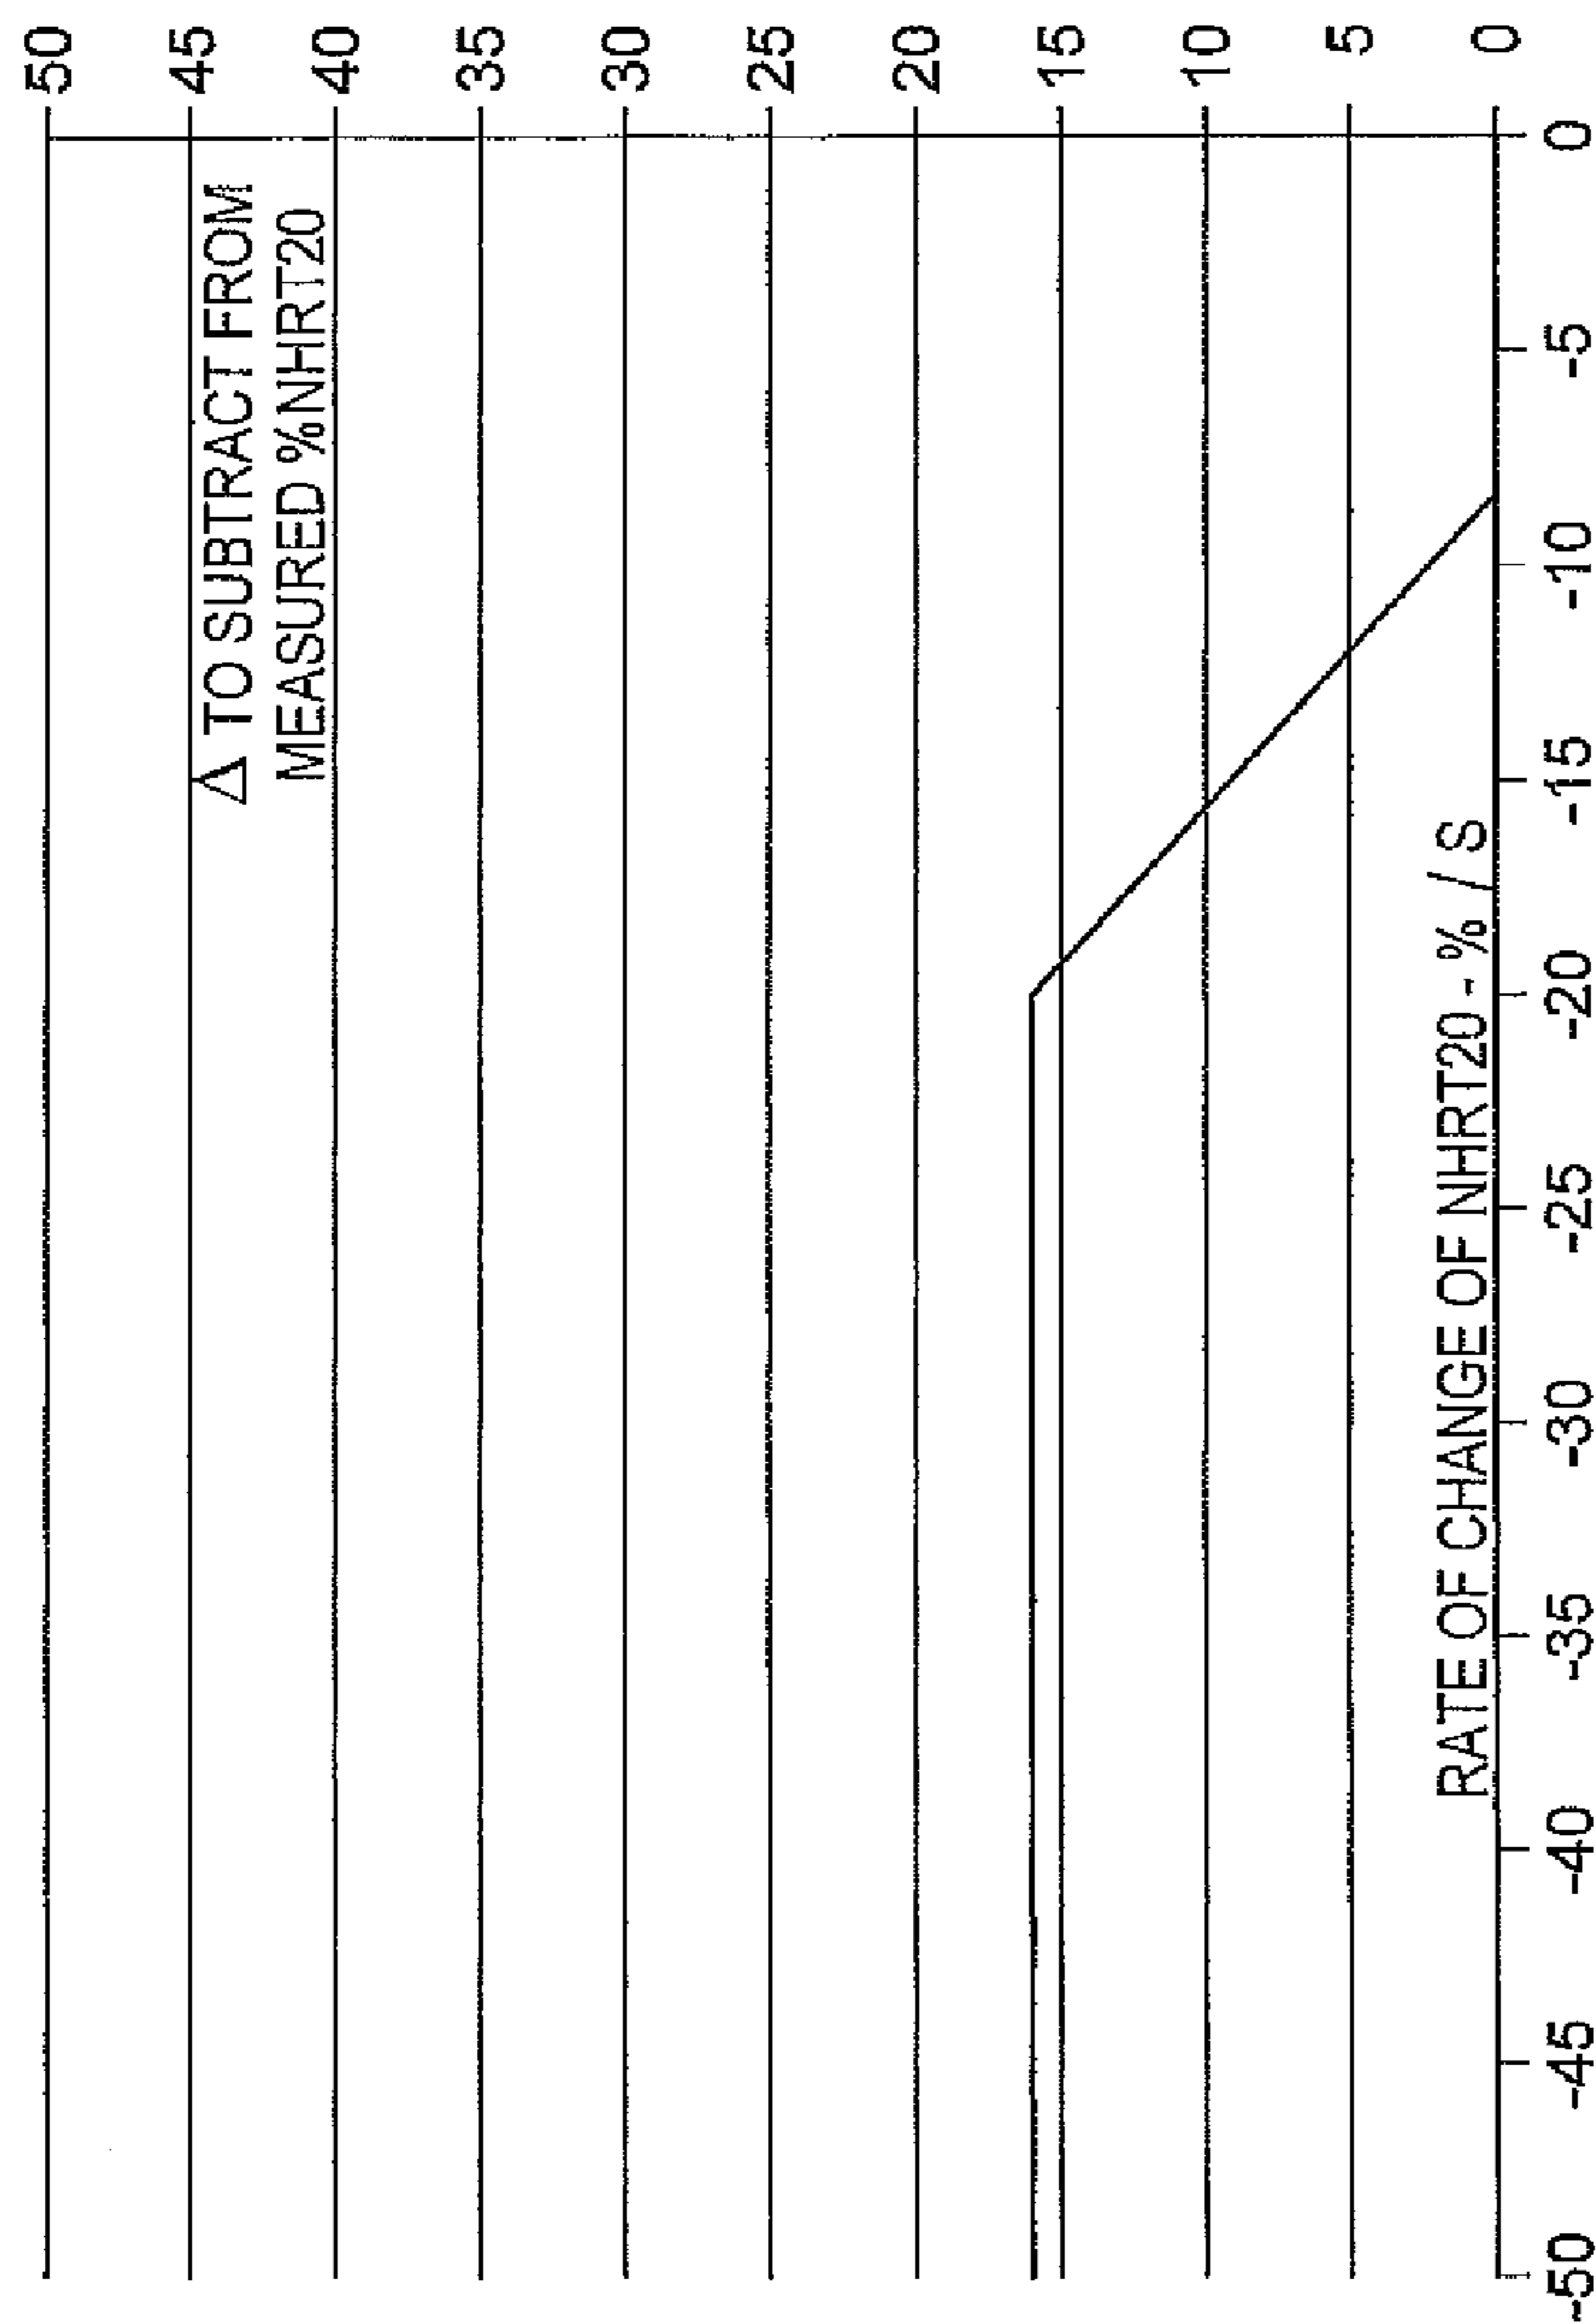 50
45
40
35
30
25
20
15
10
5
0
Δ TO SUBTRACT FROM
MEASURED %NHRT20
RATE OF CHANGE OF NHRT20 - % / S
-50 -45 -40 -35 -30 -25 -20 -15 -10 -5 0